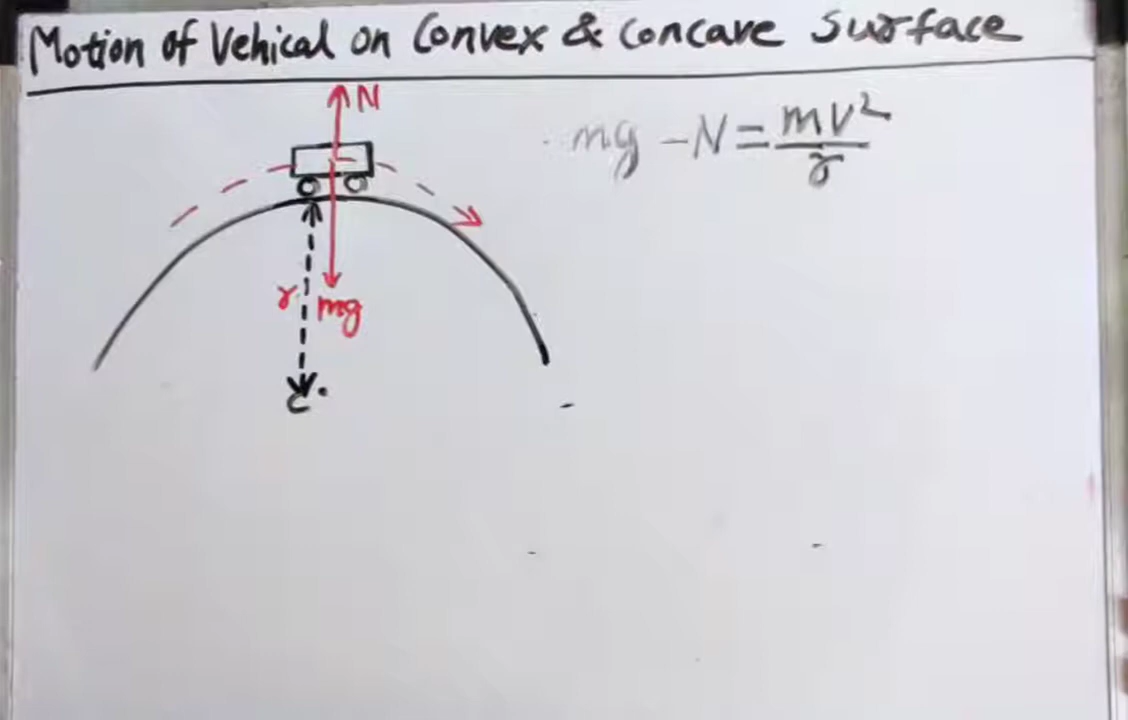 Motion of Vehical on Convex & Concave Surface
N
mg - N = mv²/r
r
mg
c